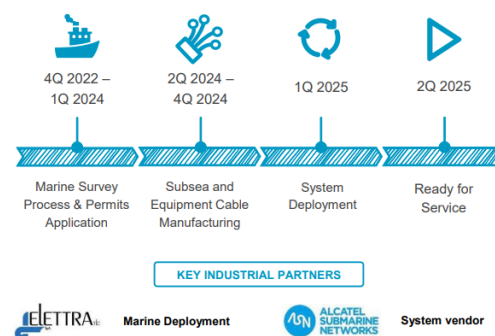 4Q 2022 –
1Q 2024
2Q 2024 –
4Q 2024
1Q 2025
2Q 2025
Marine Survey
Process & Permits
Application
Subsea and
Equipment Cable
Manufacturing
System
Deployment
Ready for
Service
KEY INDUSTRIAL PARTNERS
ELETTRA
Marine Deployment
ASN
ALCATEL
SUBMARINE
NETWORKS
System vendor